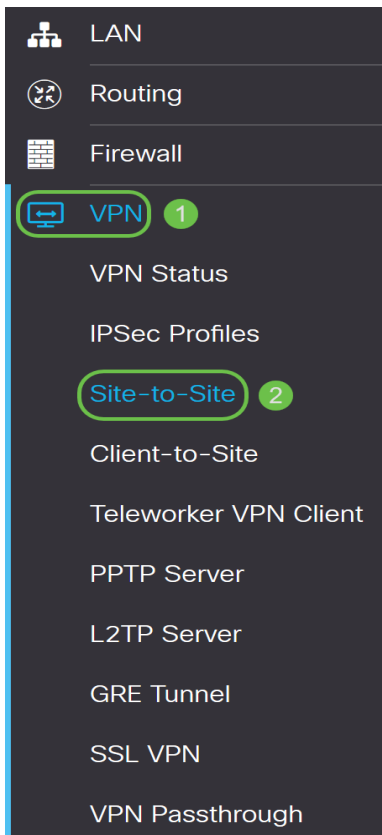 LAN
Routing
Firewall
VPN 1
VPN Status
IPSec Profiles
Site-to-Site 2
Client-to-Site
Teleworker VPN Client
PPTP Server
L2TP Server
GRE Tunnel
SSL VPN
VPN Passthrough